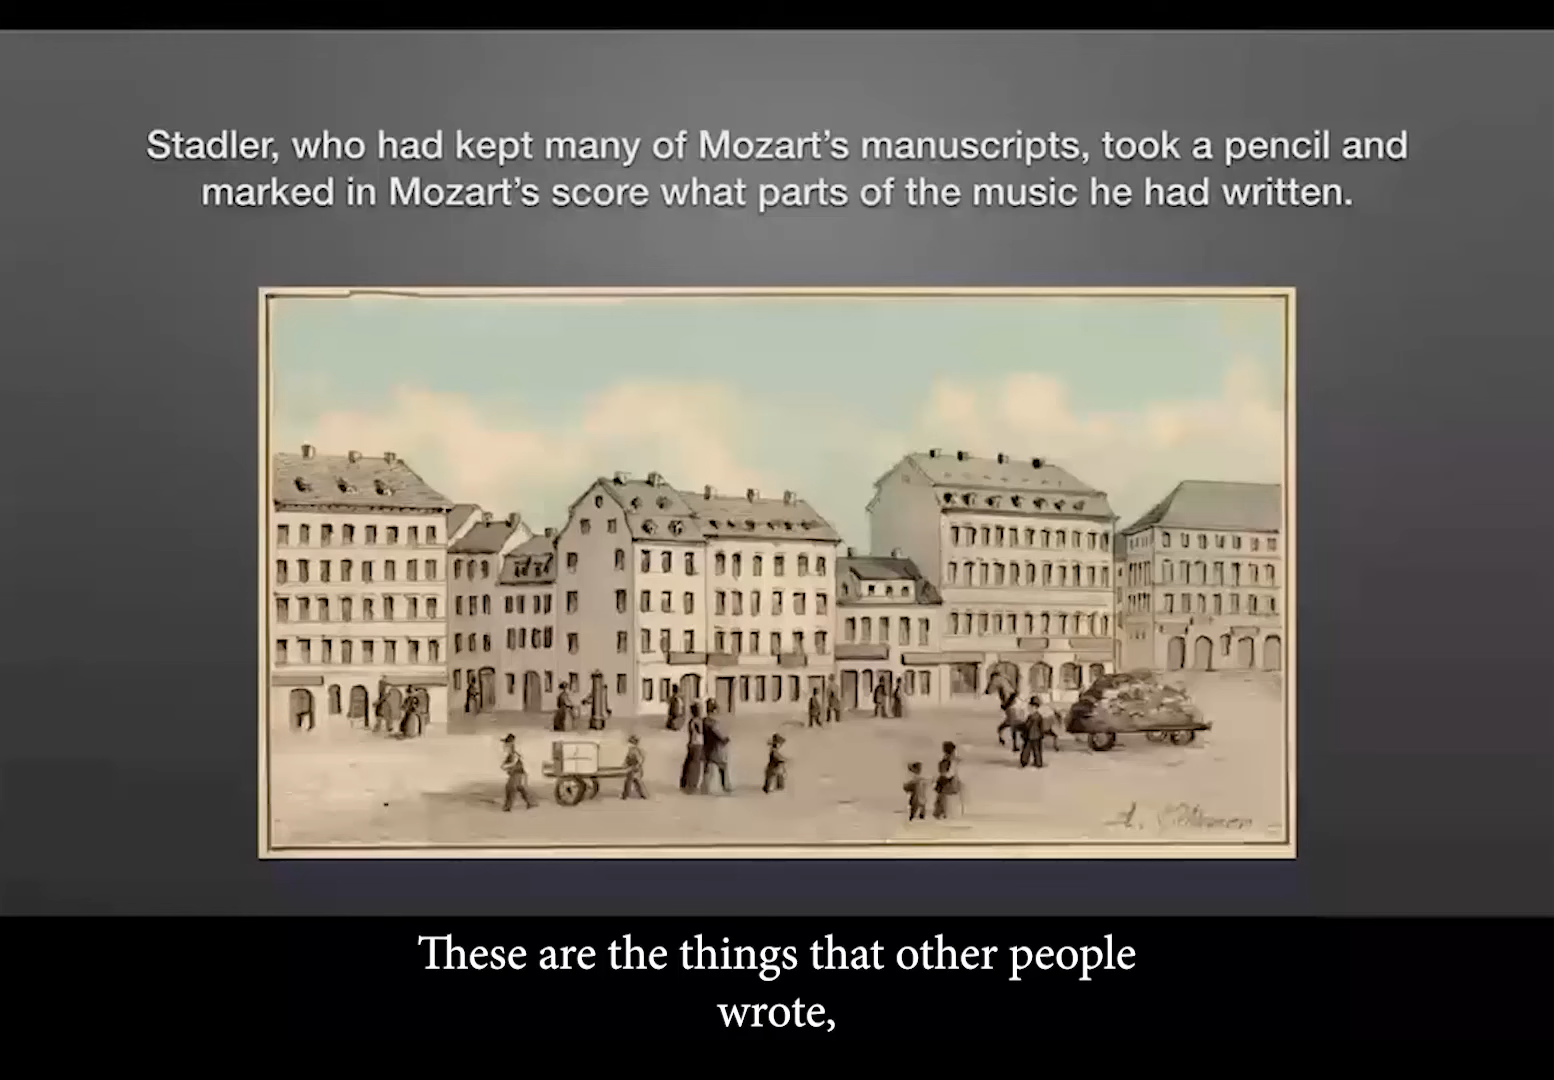 Stadler, who had kept many of Mozart’s manuscripts, took a pencil and
marked in Mozart’s score what parts of the music he had written.
These are the things that other people
wrote,